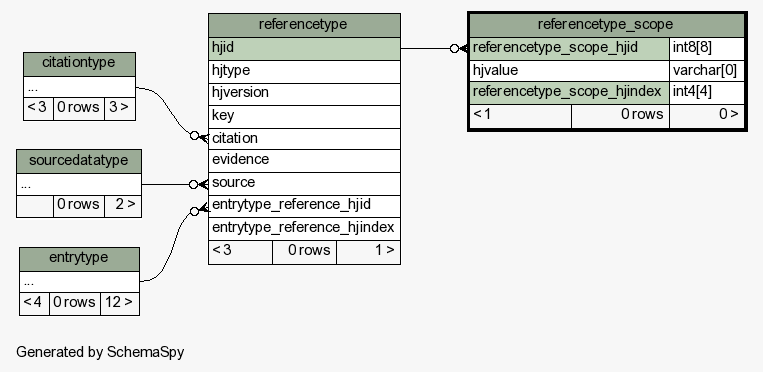 citiationtype
...
< 3 0 rows 3 >
sourcedatatype
...
0 rows 2 >
entrytype
...
< 4 0 rows 12 >
referencetype
hjid
hjtype
hjversion
key
citation
evidence
source
entrytype_reference_hjid
entrytype_reference_hjindex
< 3 0 rows 1 >
referencetype_scope
referencetype_scope_hjid int8[8]
hjvalue varchar[0]
referencetype_scope_hjindex int4[4]
< 1 0 rows 0 >
Generated by SchemaSpy